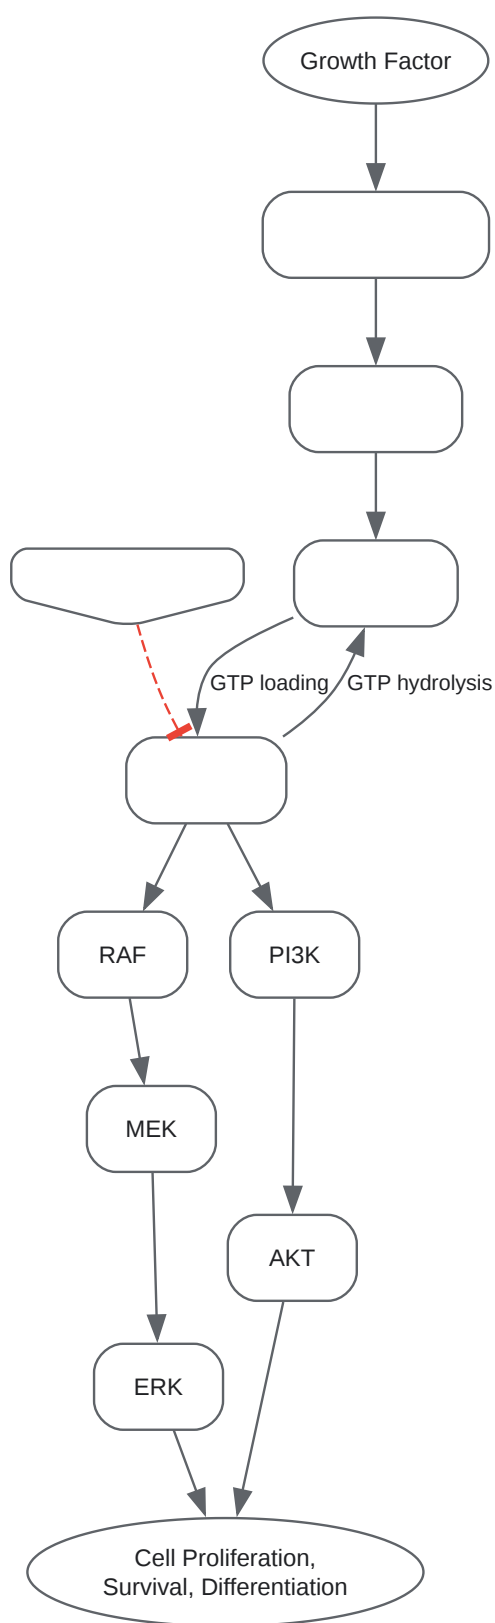 Growth Factor
GTP loading
GTP hydrolysis
RAF
PI3K
MEK
AKT
ERK
Cell Proliferation,
Survival, Differentiation